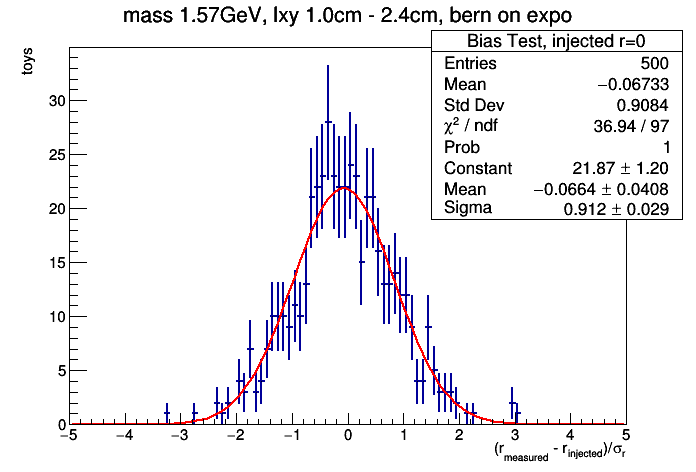 mass 1.57GeV, lxy 1.0cm - 2.4cm, bern on expo
toys
Bias Test, injected r=0
Entries 500
Mean −0.06733
Std Dev 0.9084
χ² / ndf 36.94 / 97
Prob 1
Constant 21.87 ± 1.20
Mean −0.0664 ± 0.0408
Sigma 0.912 ± 0.029
30
25
20
15
10
5
0
−5 −4 −3 −2 −1 0 1 2 3 4 5
(r_measured - r_injected)/σ_r